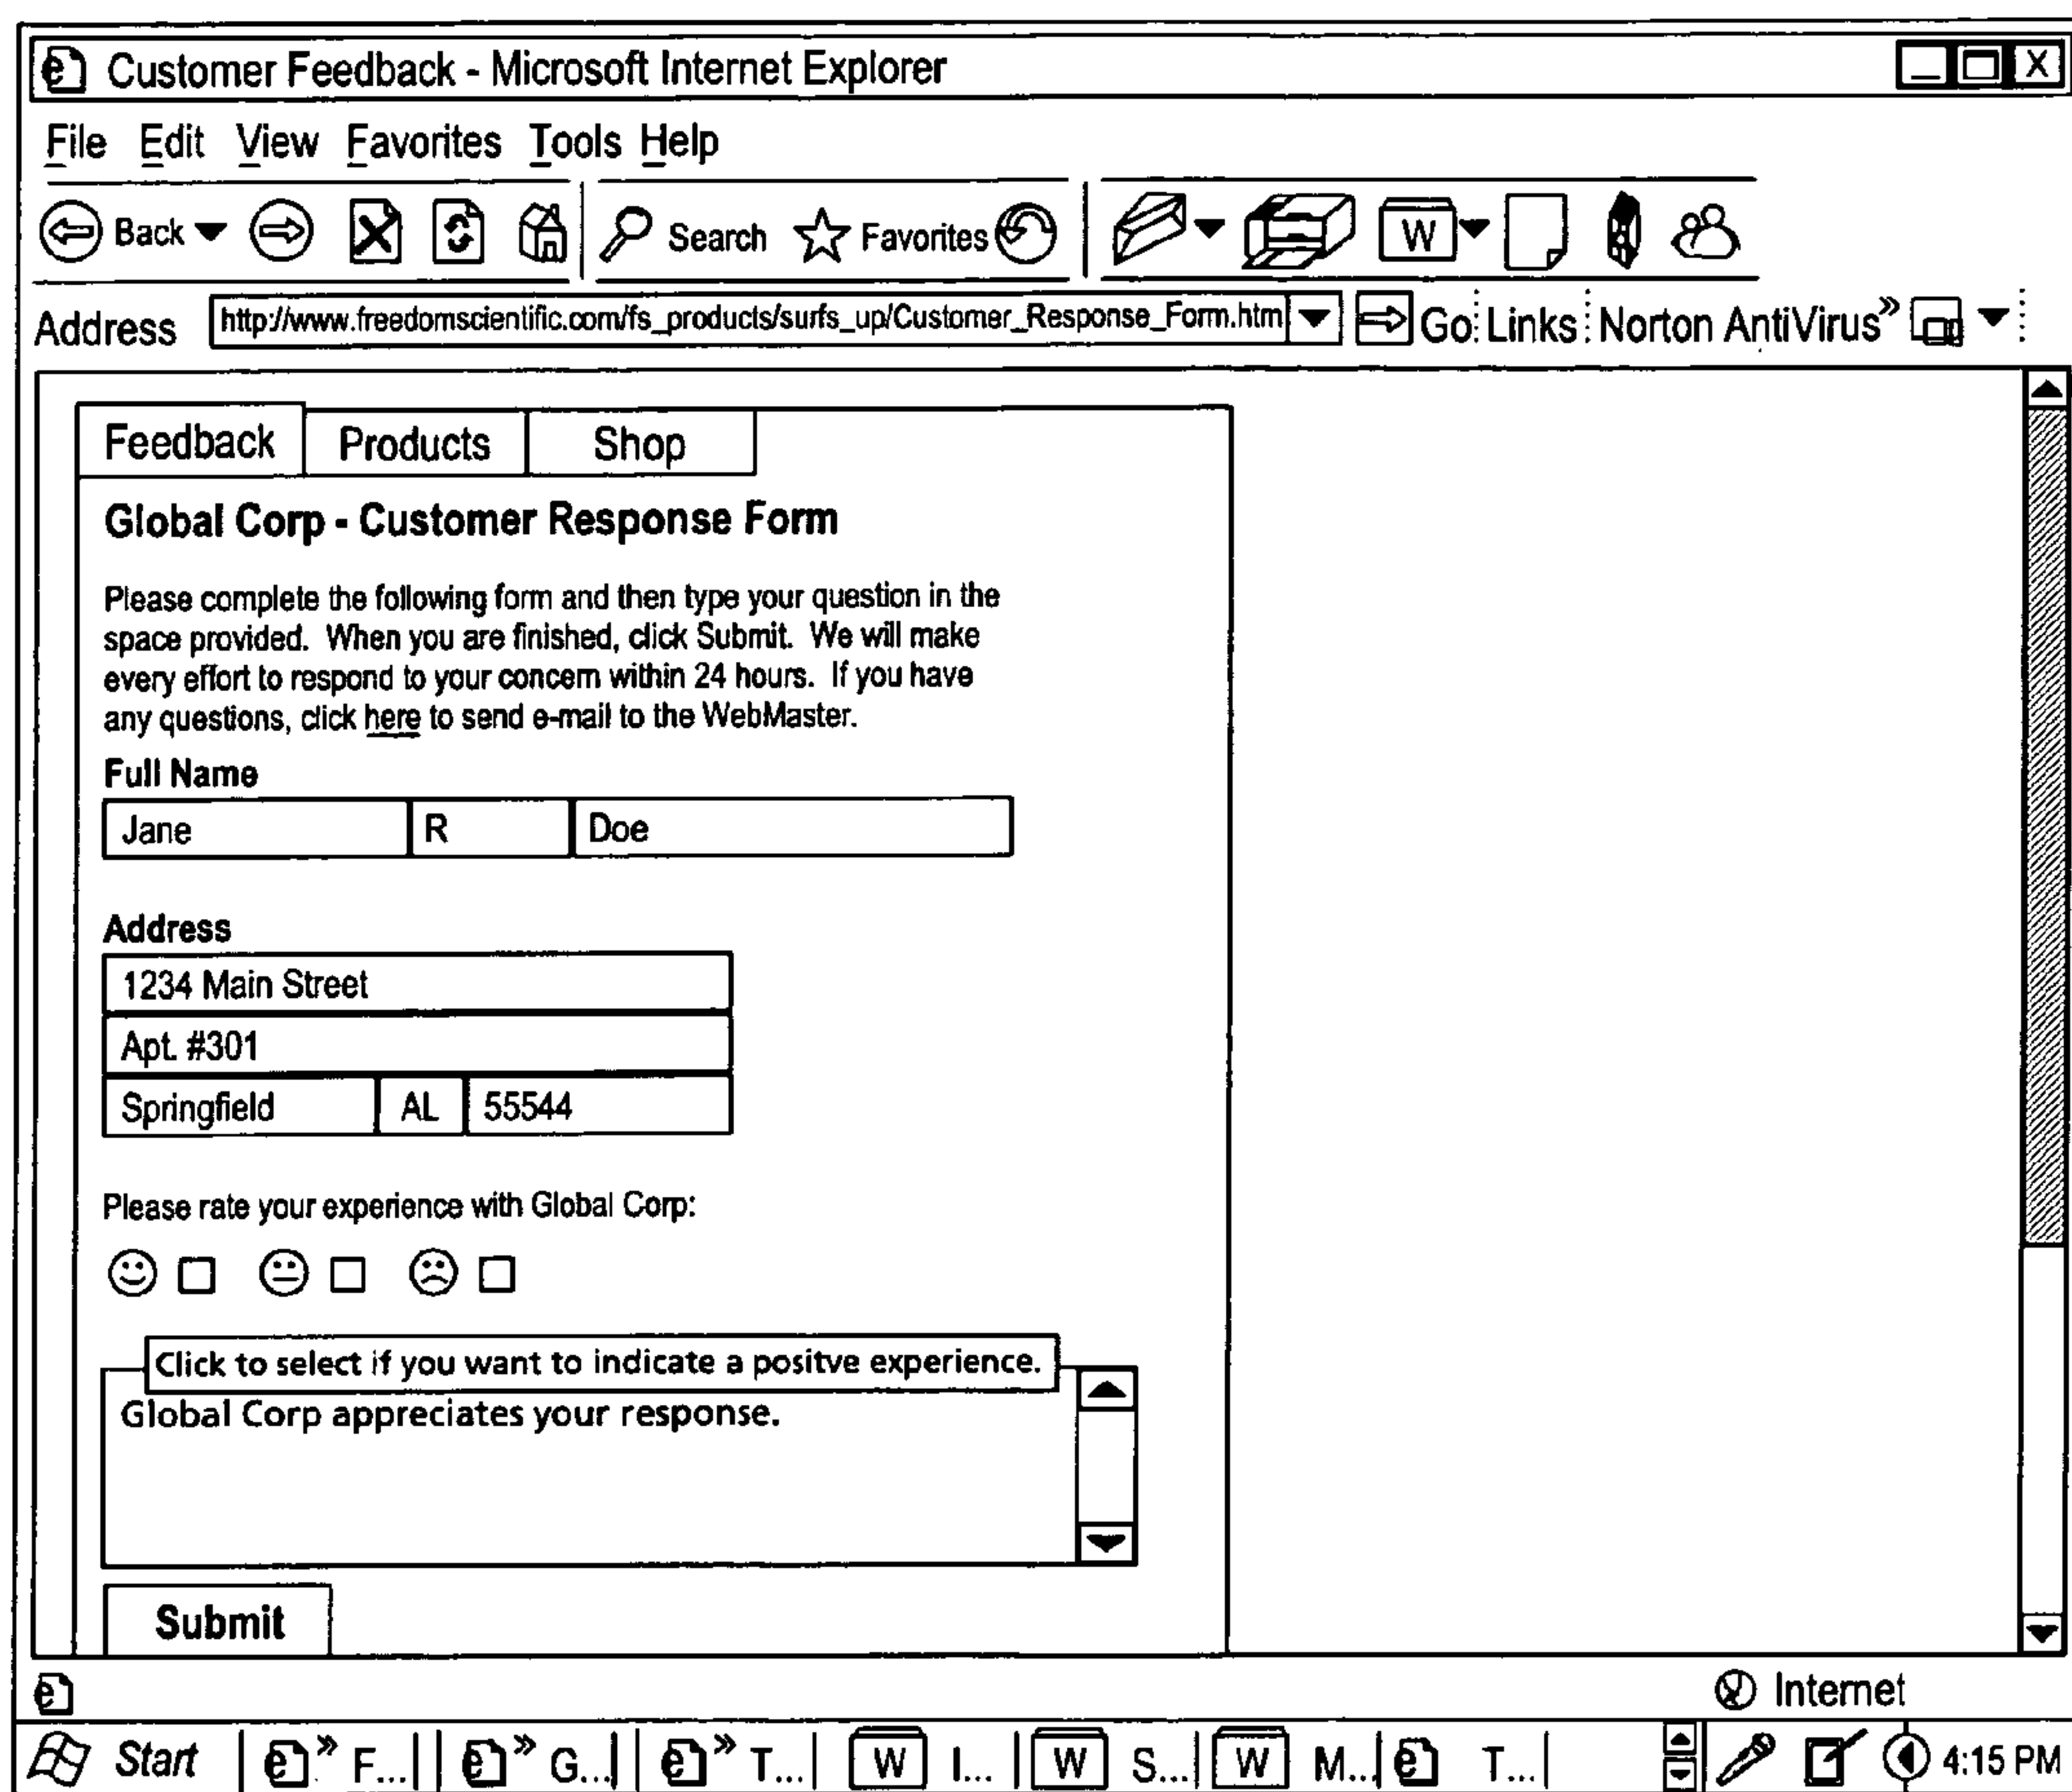 Customer Feedback - Microsoft Internet Explorer
X
File Edit View Favorites Tools Help
Back Search Favorites W
Address http://www.freedomscientific.com/fs_products/surfs_up/Customer_Response_Form.htm Go Links Norton AntiVirus»
Feedback Products Shop
Global Corp - Customer Response Form
Please complete the following form and then type your question in the
space provided. When you are finished, click Submit. We will make
every effort to respond to your concern within 24 hours. If you have
any questions, click here to send e-mail to the WebMaster.
Full Name
Jane R Doe
Address
1234 Main Street
Apt. #301
Springfield AL 55544
Please rate your experience with Global Corp:
Click to select if you want to indicate a positve experience.
Global Corp appreciates your response.
Submit
Internet
Start » F... » G... » T... W I... W S... W M... T... 4:15 PM